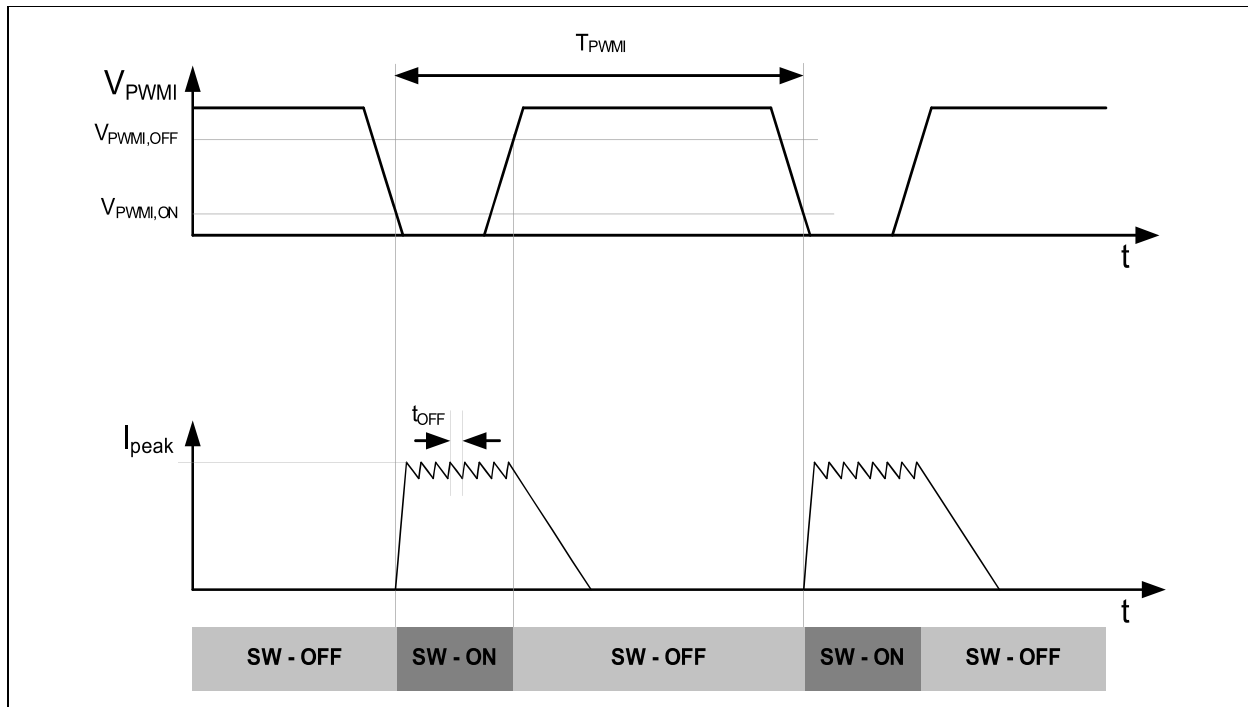 TPWMI
VPWMI
VPWMI,OFF
VPWMI,ON
t
tOFF
Ipeak
t
SW - OFF SW - ON SW - OFF SW - ON SW - OFF